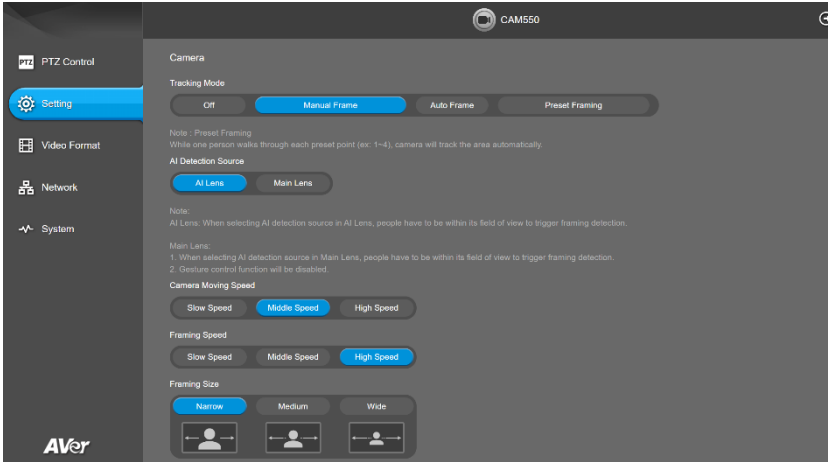 CAM550
PTZ PTZ Control
Setting
Video Format
Network
System
AVer
Camera
Tracking Mode
Off Manual Frame Auto Frame Preset Framing
Note : Preset Framing
While one person walks through each preset point (ex: 1~4), camera will track the area automatically.
AI Detection Source
AI Lens Main Lens
Note:
AI Lens: When selecting AI detection source in AI Lens, people have to be within its field of view to trigger framing detection.
Main Lens:
1. When selecting AI detection source in Main Lens, people have to be within its field of view to trigger framing detection.
2. Gesture control function will be disabled.
Camera Moving Speed
Slow Speed Middle Speed High Speed
Framing Speed
Slow Speed Middle Speed High Speed
Framing Size
Narrow Medium Wide